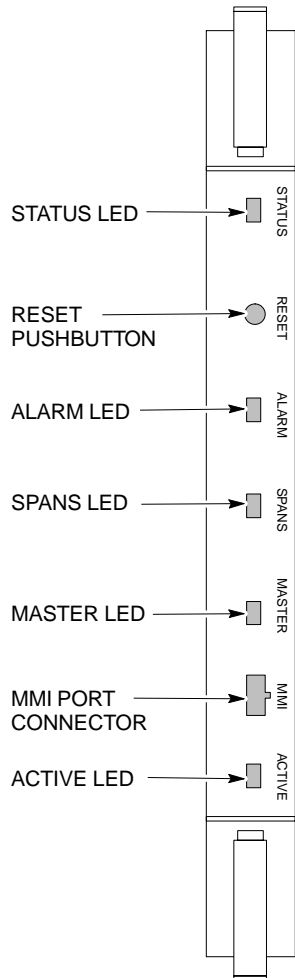 STATUS LED
STATUS
RESET
PUSHBUTTON
RESET
ALARM LED
ALARM
SPANS LED
SPANS
MASTER LED
MASTER
MMI PORT
CONNECTOR
MMI
ACTIVE LED
ACTIVE